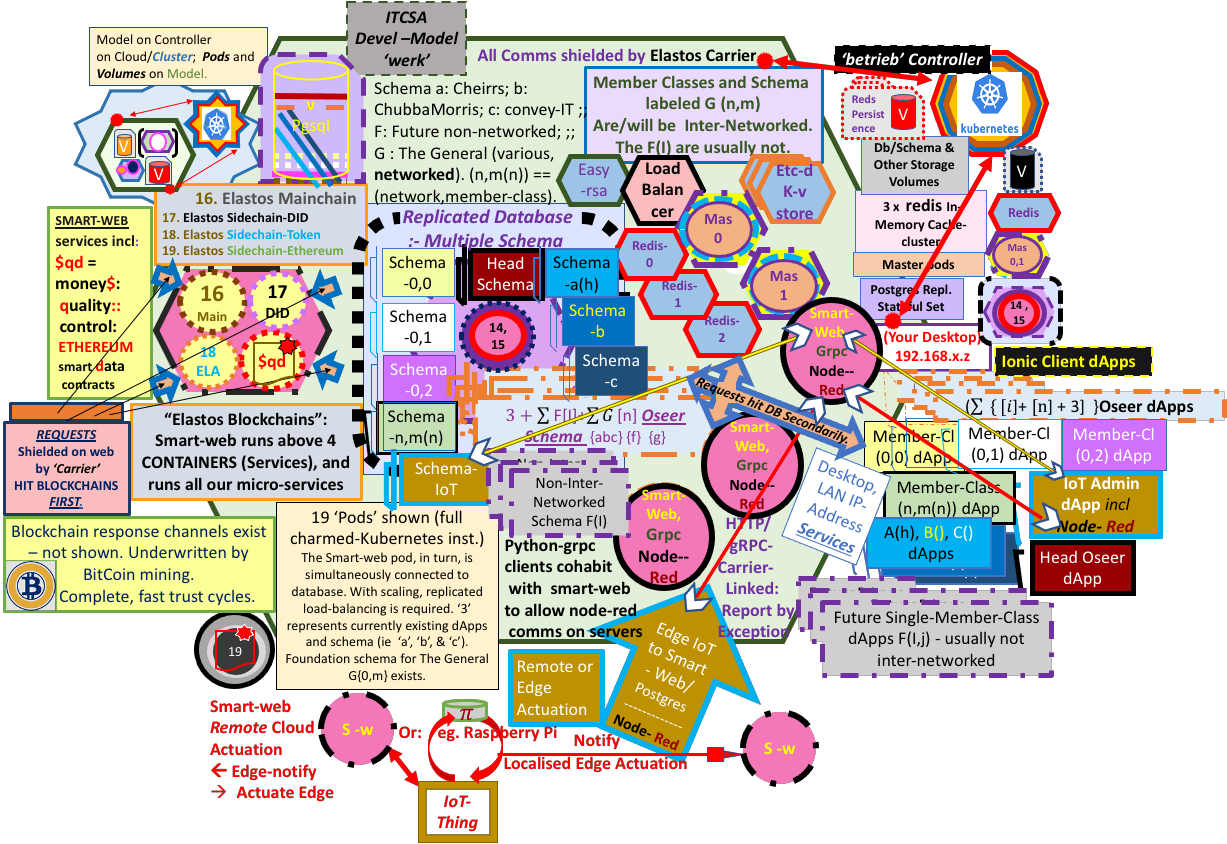 ITCSA
Devel –Model
‘werk’
Model on Controller
on Cloud/Cluster; Pods and
Volumes on Model.
All Comms shielded by Elastos Carrier
‘betrieb’ Controller
kubernetes
Reds
Persist
ence
V
V
V
V
Pgsql
Schema a: Cheirrs; b:
ChubbaMorris; c: convey-IT ;;
F: Future non-networked; ;;
G : The General (various,
networked). (n,m(n)) ==
(network,member-class).
Member Classes and Schema
labeled G (n,m)
Are/will be Inter-Networked.
The F(I) are usually not.
Db/Schema &
Other Storage
Volumes
V
3 x redis In-
Memory Cache-
cluster
Redis
Master pods
Mas
0,1
Postgres Repl.
Stateful Set
14,
15
(Your Desktop)
192.168.x.z
Ionic Client dApps
Easy
-rsa
Load
Balan
cer
Etc-d
K-v
store
Mas
0
Mas
1
Redis-
0
Redis-
1
Redis-
2
16. Elastos Mainchain
17. Elastos Sidechain-DID
18. Elastos Sidechain-Token
19. Elastos Sidechain-Ethereum
SMART-WEB
services incl:
$qd =
money$:
quality::
control:
ETHEREUM
smart data
contracts
16
Main
17
DID
18
ELA
$qd
Replicated Database
:- Multiple Schema
Schema
-0,0
Head
Schema
Schema
-a(h)
Schema
-0,1
14,
15
Schema
-b
Schema
-0,2
Schema
-c
Schema
-n,m(n)
Schema-
IoT
3 + ∑ F[I]+∑ G [n] Oseer
Schema {abc} {f} {g}
Non-Inter-
Networked
Schema F(I)
Smart-
Web,
Grpc
Node--
Red
Smart-
Web,
Grpc
Node--
Red
Smart-
Web,
Grpc
Node--
Red
Requests hit DB Secondarily.
(∑ { [i]+ [n] + 3] }Oseer dApps
Member-Cl
(0,0) dApp
Member-Cl
(0,1) dApp
Member-Cl
(0,2) dApp
Member-Class
(n,m(n)) dApp
IoT Admin
dApp incl
Node- Red
A(h), B(), C()
dApps
Head Oseer
dApp
Future Single-Member-Class
dApps F(I,j) - usually not
inter-networked
Desktop,
LAN IP-
Address
Services
REQUESTS
Shielded on web
by ‘Carrier’
HIT BLOCKCHAINS
FIRST.
“Elastos Blockchains”:
Smart-web runs above 4
CONTAINERS (Services), and
runs all our micro-services
Blockchain response channels exist
– not shown. Underwritten by
BitCoin mining.
Complete, fast trust cycles.
19
19 ‘Pods’ shown (full
charmed-Kubernetes inst.)
The Smart-web pod, in turn, is
simultaneously connected to
database. With scaling, replicated
load-balancing is required. ‘3’
represents currently existing dApps
and schema (ie ‘a’, ‘b’, & ‘c’).
Foundation schema for The General
G{0,m} exists.
Python-grpc
clients cohabit
with smart-web
to allow node-red
comms on servers
HTTP/
gRPC-
Carrier-
Linked:
Report by
Exception
Remote or
Edge
Actuation
Edge IoT
to Smart
- Web/
Postgres
------------
Node- Red
Smart-web
Remote Cloud
Actuation
← Edge-notify
→ Actuate Edge
S -w
Or:
π
eg. Raspberry Pi
Notify
Localised Edge Actuation
S -w
IoT-
Thing